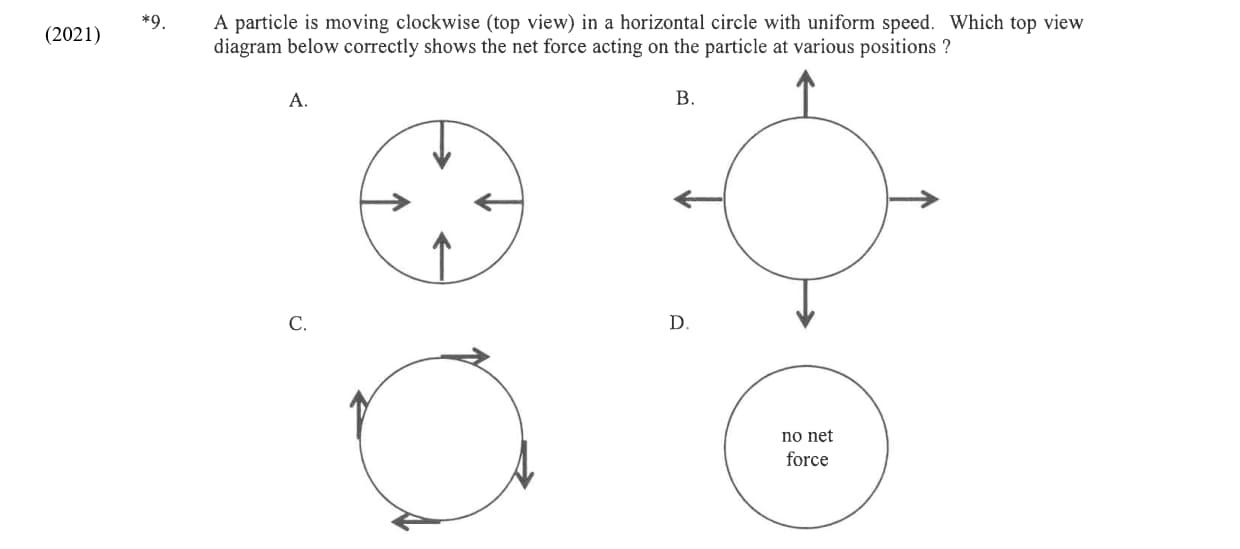 (2021) *9. A particle is moving clockwise (top view) in a horizontal circle with uniform speed. Which top view
diagram below correctly shows the net force acting on the particle at various positions ?
A.
B.
C.
D.
no net
force